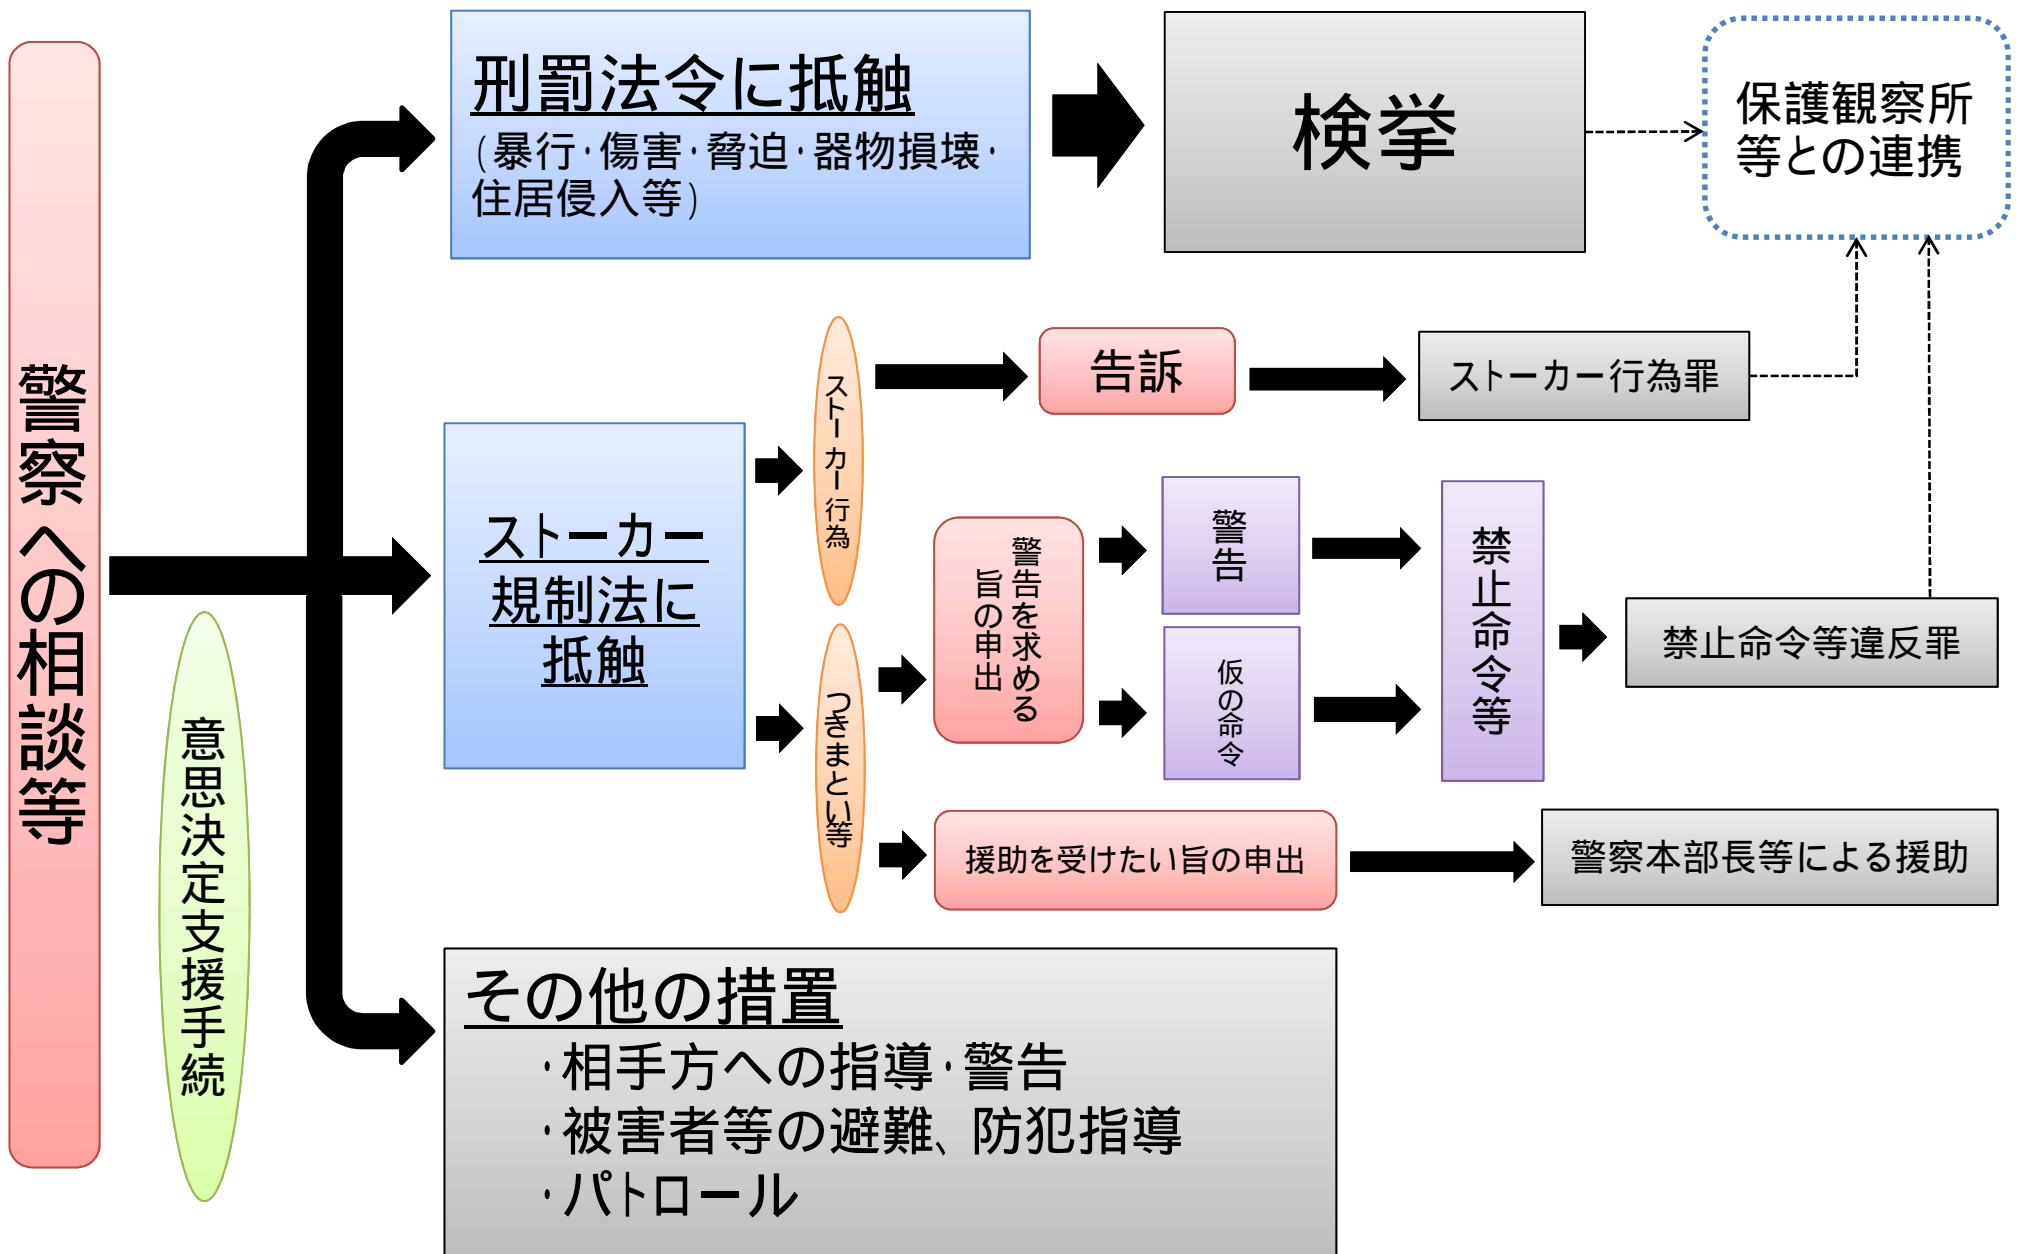 警察への相談等
意思決定支援手続
刑罰法令に抵触
(暴行・傷害・脅迫・器物損壊・
住居侵入等)
検挙
保護観察所
等との連携
ストーカー
規制法に
抵触
ストーカー行為
告訴
ストーカー行為罪
つきまとい等
警告を求める
旨の申出
警告
仮の命令
禁止命令等
禁止命令等違反罪
援助を受けたい旨の申出
警察本部長等による援助
その他の措置
・相手方への指導・警告
・被害者等の避難、防犯指導
・パトロール